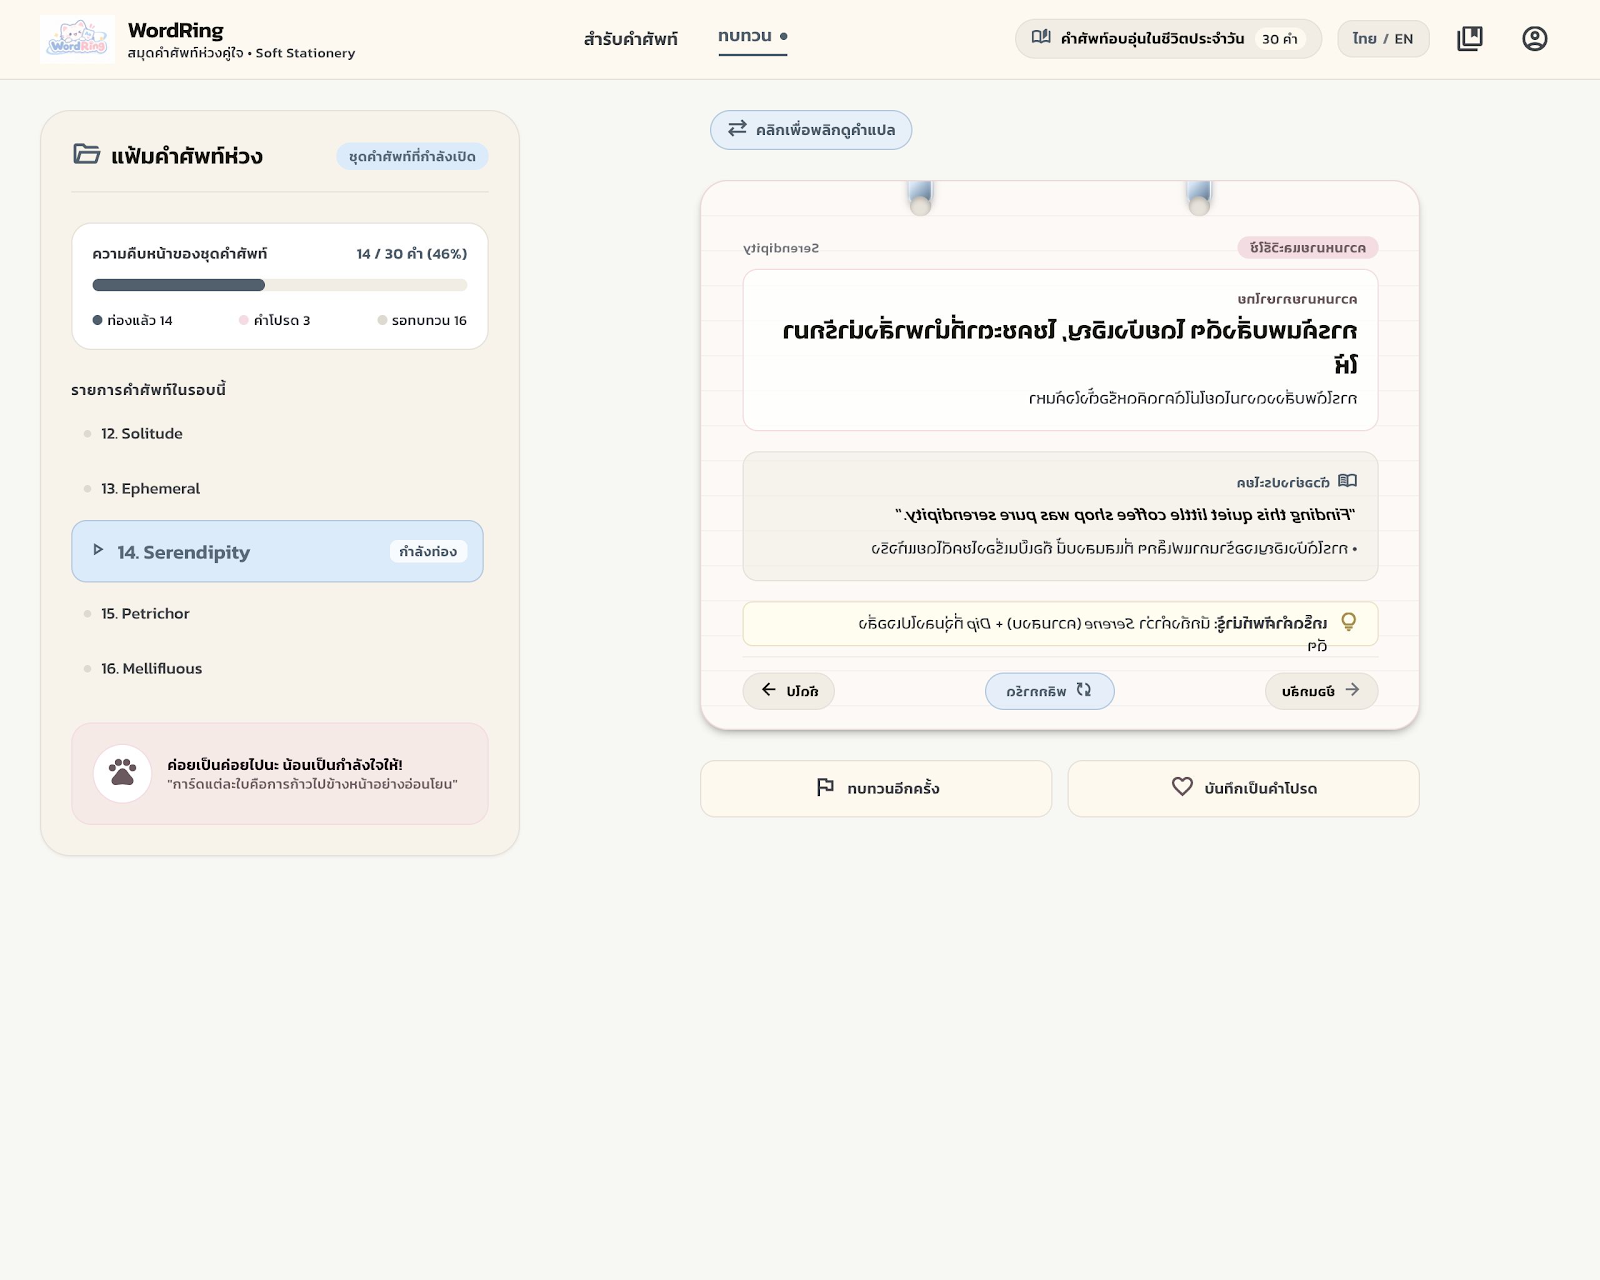 WordRing
WordRing
สมุดคำศัพท์ห่วงคู่ใจ • Soft Stationery
สำรับคำศัพท์
ทบทวน
คำศัพท์อบอุ่นในชีวิตประจำวัน 30 คำ
ไทย / EN
แฟ้มคำศัพท์ห่วง
ชุดคำศัพท์ที่กำลังเปิด
ความคืบหน้าของชุดคำศัพท์ 14 / 30 คำ (46%)
ท่องแล้ว 14 คำโปรด 3 รอทบทวน 16
รายการคำศัพท์ในรอบนี้
12. Solitude
13. Ephemeral
14. Serendipity กำลังท่อง
15. Petrichor
16. Mellifluous
ค่อยเป็นค่อยไปนะ น้อนเป็นกำลังใจให้!
"การ์ดแต่ละใบคือการก้าวไปข้างหน้าอย่างอ่อนโยน"
คลิกเพื่อพลิกดูคำแปล
ความหมายและวิธีใช้ Serendipity
ความหมายภาษาไทย
การค้นพบสิ่งดีๆ โดยบังเอิญ, โชคชะตาที่นำพาสิ่งน่ารักมา
ให้
การได้พบสิ่งงดงามโดยไม่ได้คาดคิดหรือตั้งใจค้นหา
ตัวอย่างประโยค
"Finding this quiet little coffee shop was pure serendipity."
• การได้บังเอิญเจอร้านกาแฟเล็กๆ ที่แสนสงบนี้ ถือเป็นเรื่องโชคดีโดยแท้จริง
เกร็ดคำศัพท์น่ารู้: นึกถึงคำว่า Serene (ความสงบ) + Dip ที่จุ่มลงไปเจอสิ่ง
ดีๆ
ย้อนกลับ พลิกการ์ด ถัดไป
ทบทวนอีกครั้ง
บันทึกเป็นคำโปรด